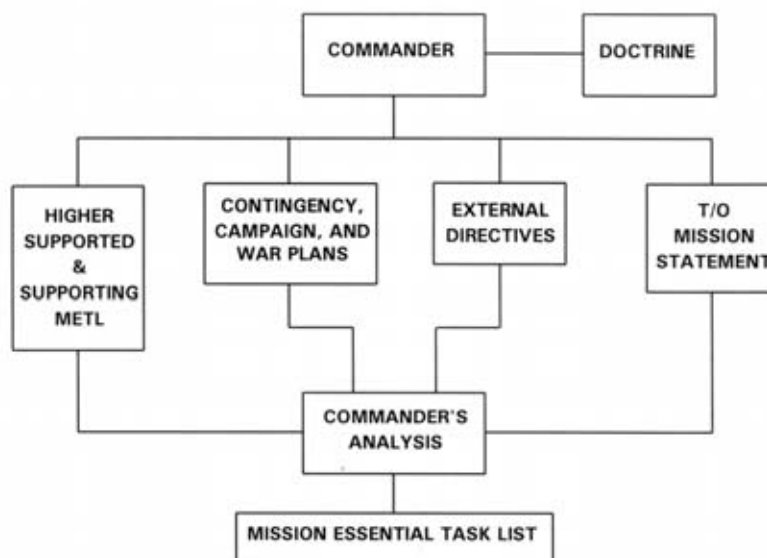 COMMANDER
DOCTRINE
HIGHER
SUPPORTED
&
SUPPORTING
METL
CONTINGENCY,
CAMPAIGN, AND
WAR PLANS
EXTERNAL
DIRECTIVES
T/O
MISSION
STATEMENT
COMMANDER'S
ANALYSIS
MISSION ESSENTIAL TASK LIST